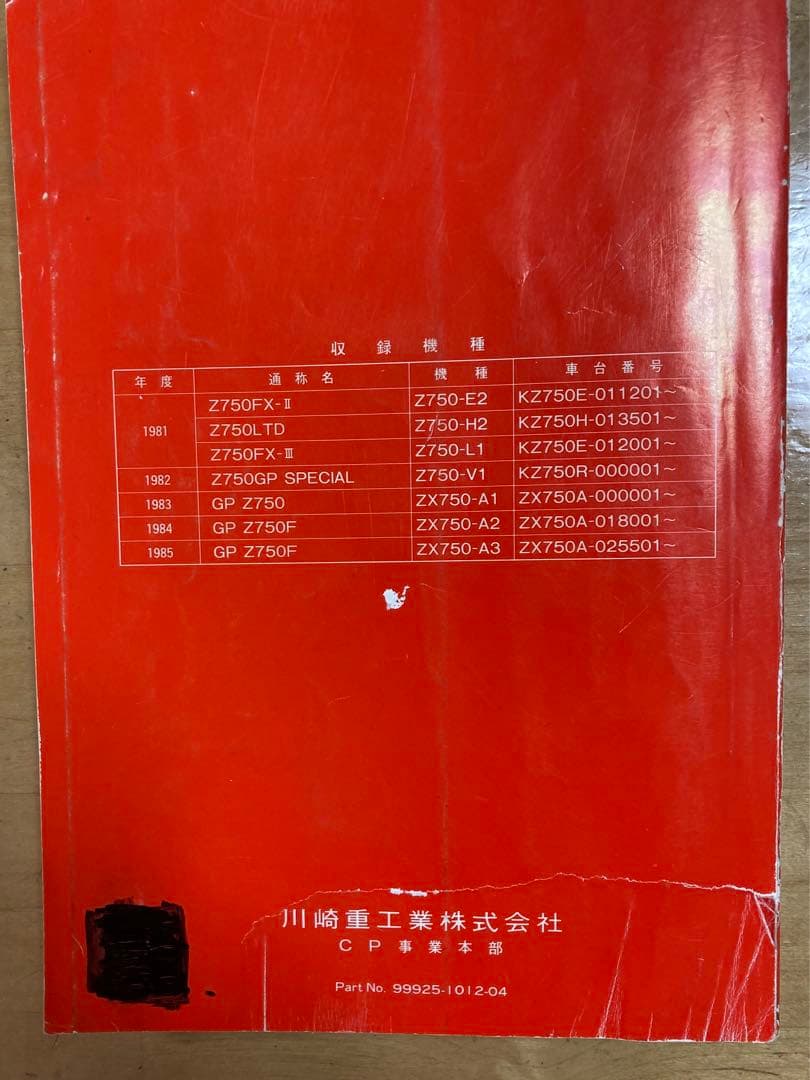 収録機種
年度 通称名 機種 車台番号
1981 Z750FX-Ⅱ Z750-E2 KZ750E-011201~
Z750LTD Z750-H2 KZ750H-013501~
Z750FX-Ⅲ Z750-L1 KZ750E-012001~
1982 Z750GP SPECIAL Z750-V1 KZ750R-000001~
1983 GP Z750 ZX750-A1 ZX750A-000001~
1984 GP Z750F ZX750-A2 ZX750A-018001~
1985 GP Z750F ZX750-A3 ZX750A-025501~
川崎重工業株式会社
CP事業本部
Part No. 99925-1012-04